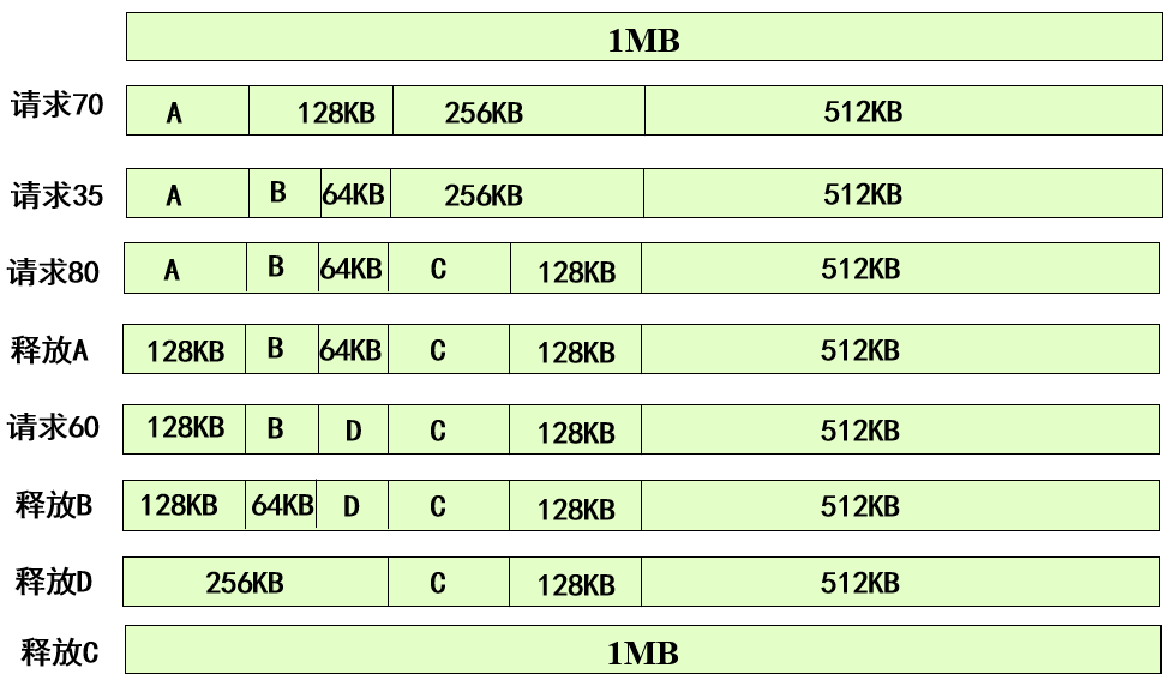 1MB
请求70 A 128KB 256KB 512KB
请求35 A B 64KB 256KB 512KB
请求80 A B 64KB C 128KB 512KB
释放A 128KB B 64KB C 128KB 512KB
请求60 128KB B D C 128KB 512KB
释放B 128KB 64KB D C 128KB 512KB
释放D 256KB C 128KB 512KB
释放C 1MB